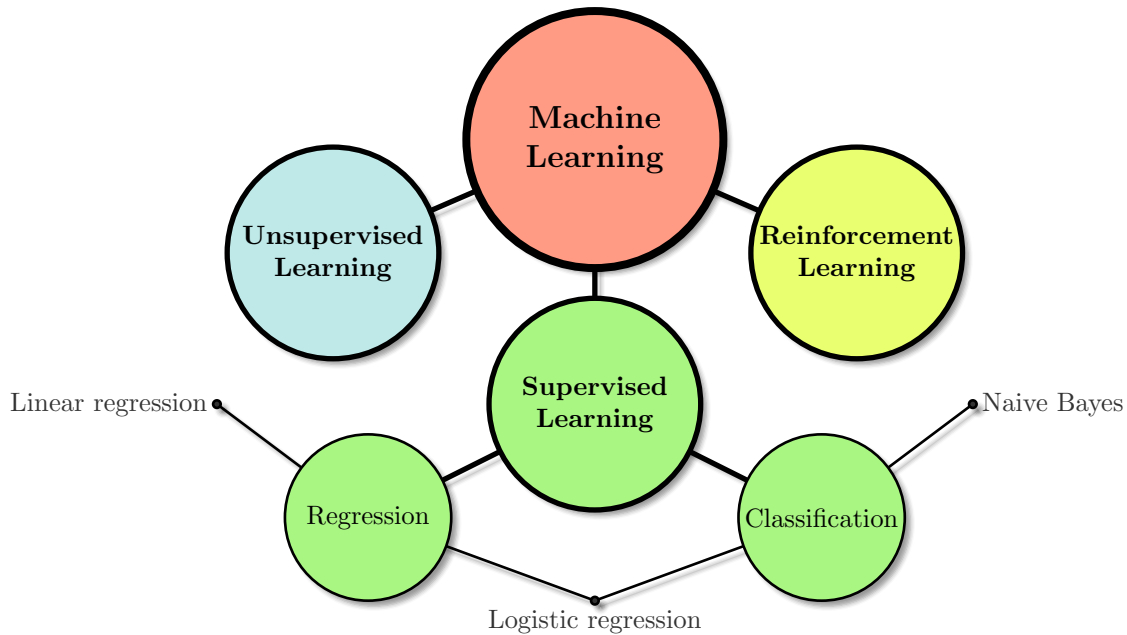 Machine
Learning
Unsupervised
Learning
Reinforcement
Learning
Supervised
Learning
Linear regression
Naive Bayes
Regression
Classification
Logistic regression